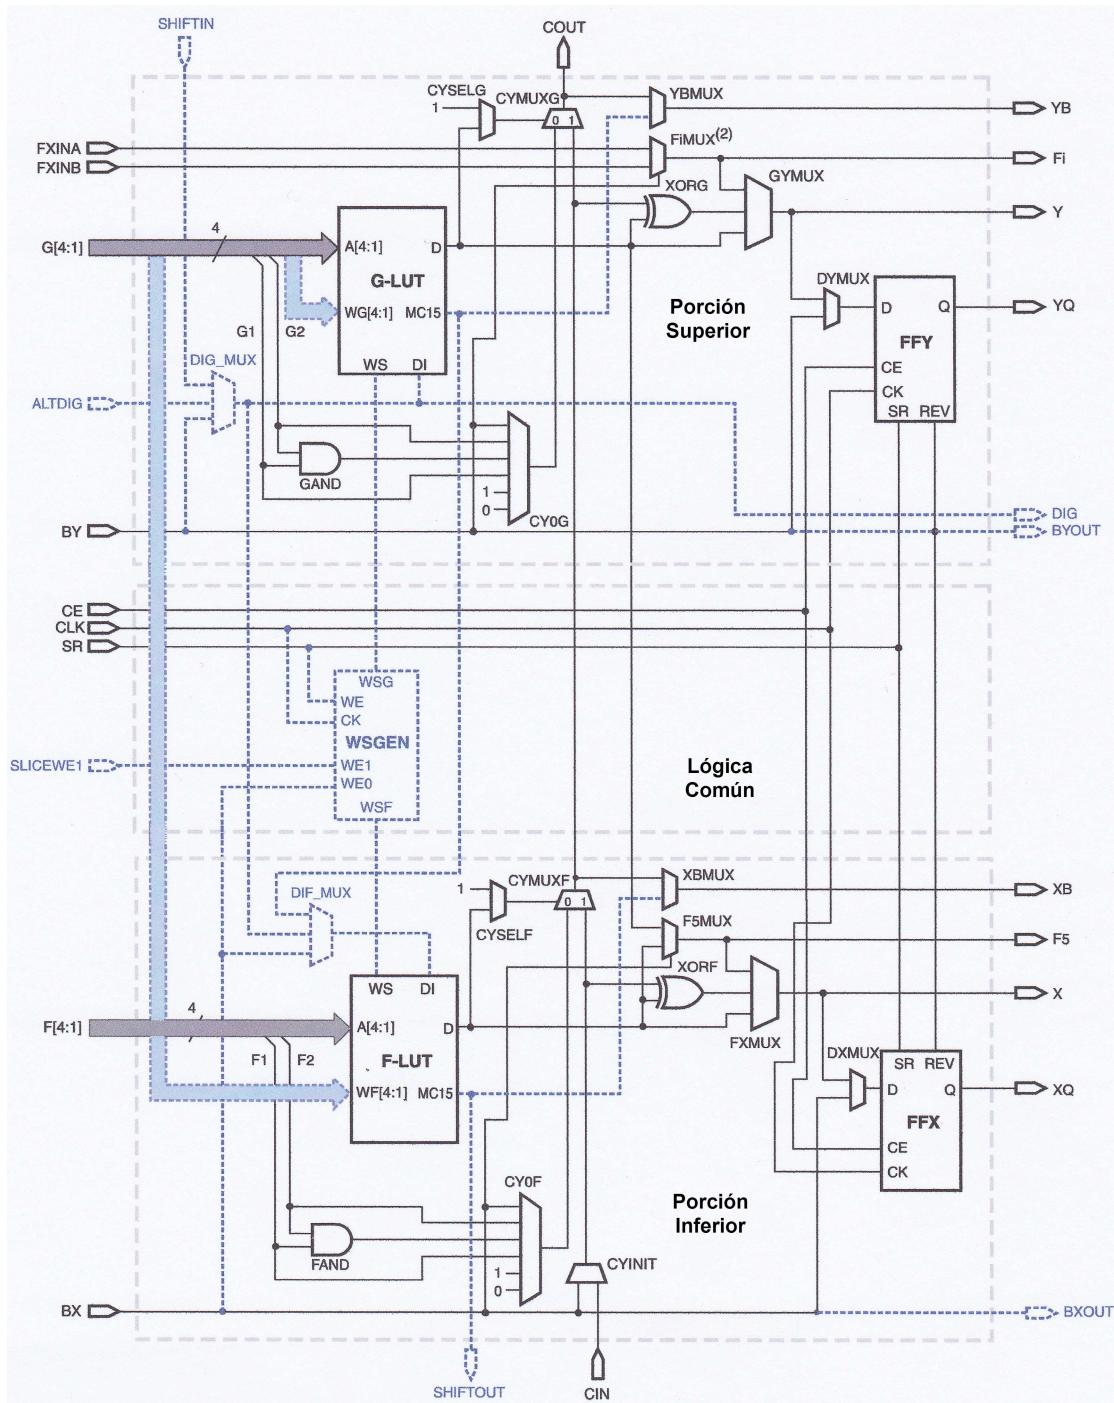 SHIFTIN
COUT
CYSELG
1
CYMUXG
0 1
YBMUX
YB
FXINA
FXINB
FiMUX(2)
Fi
XORG
GYMUX
Y
4
G[4:1]
A[4:1]
D
G-LUT
WG[4:1]
MC15
WS
DI
G1
G2
DIG_MUX
ALTDIG
Porción
Superior
DYMUX
D
Q
FFY
CE
CK
SR
REV
YQ
GAND
1
0
CY0G
BY
DIG
BYOUT
CE
CLK
SR
WSG
WE
CK
WSGEN
WE1
WE0
WSF
SLICEWE1
Lógica
Común
DIF_MUX
1
CYSELF
CYMUXF
0 1
XBMUX
XB
F5MUX
F5
XORF
FXMUX
X
4
F[4:1]
WS
DI
A[4:1]
D
F-LUT
WF[4:1]
MC15
F1
F2
DXMUX
SR
REV
D
Q
FFX
CE
CK
XQ
FAND
CY0F
1
0
Porción
Inferior
CYINIT
BX
BXOUT
SHIFTOUT
CIN